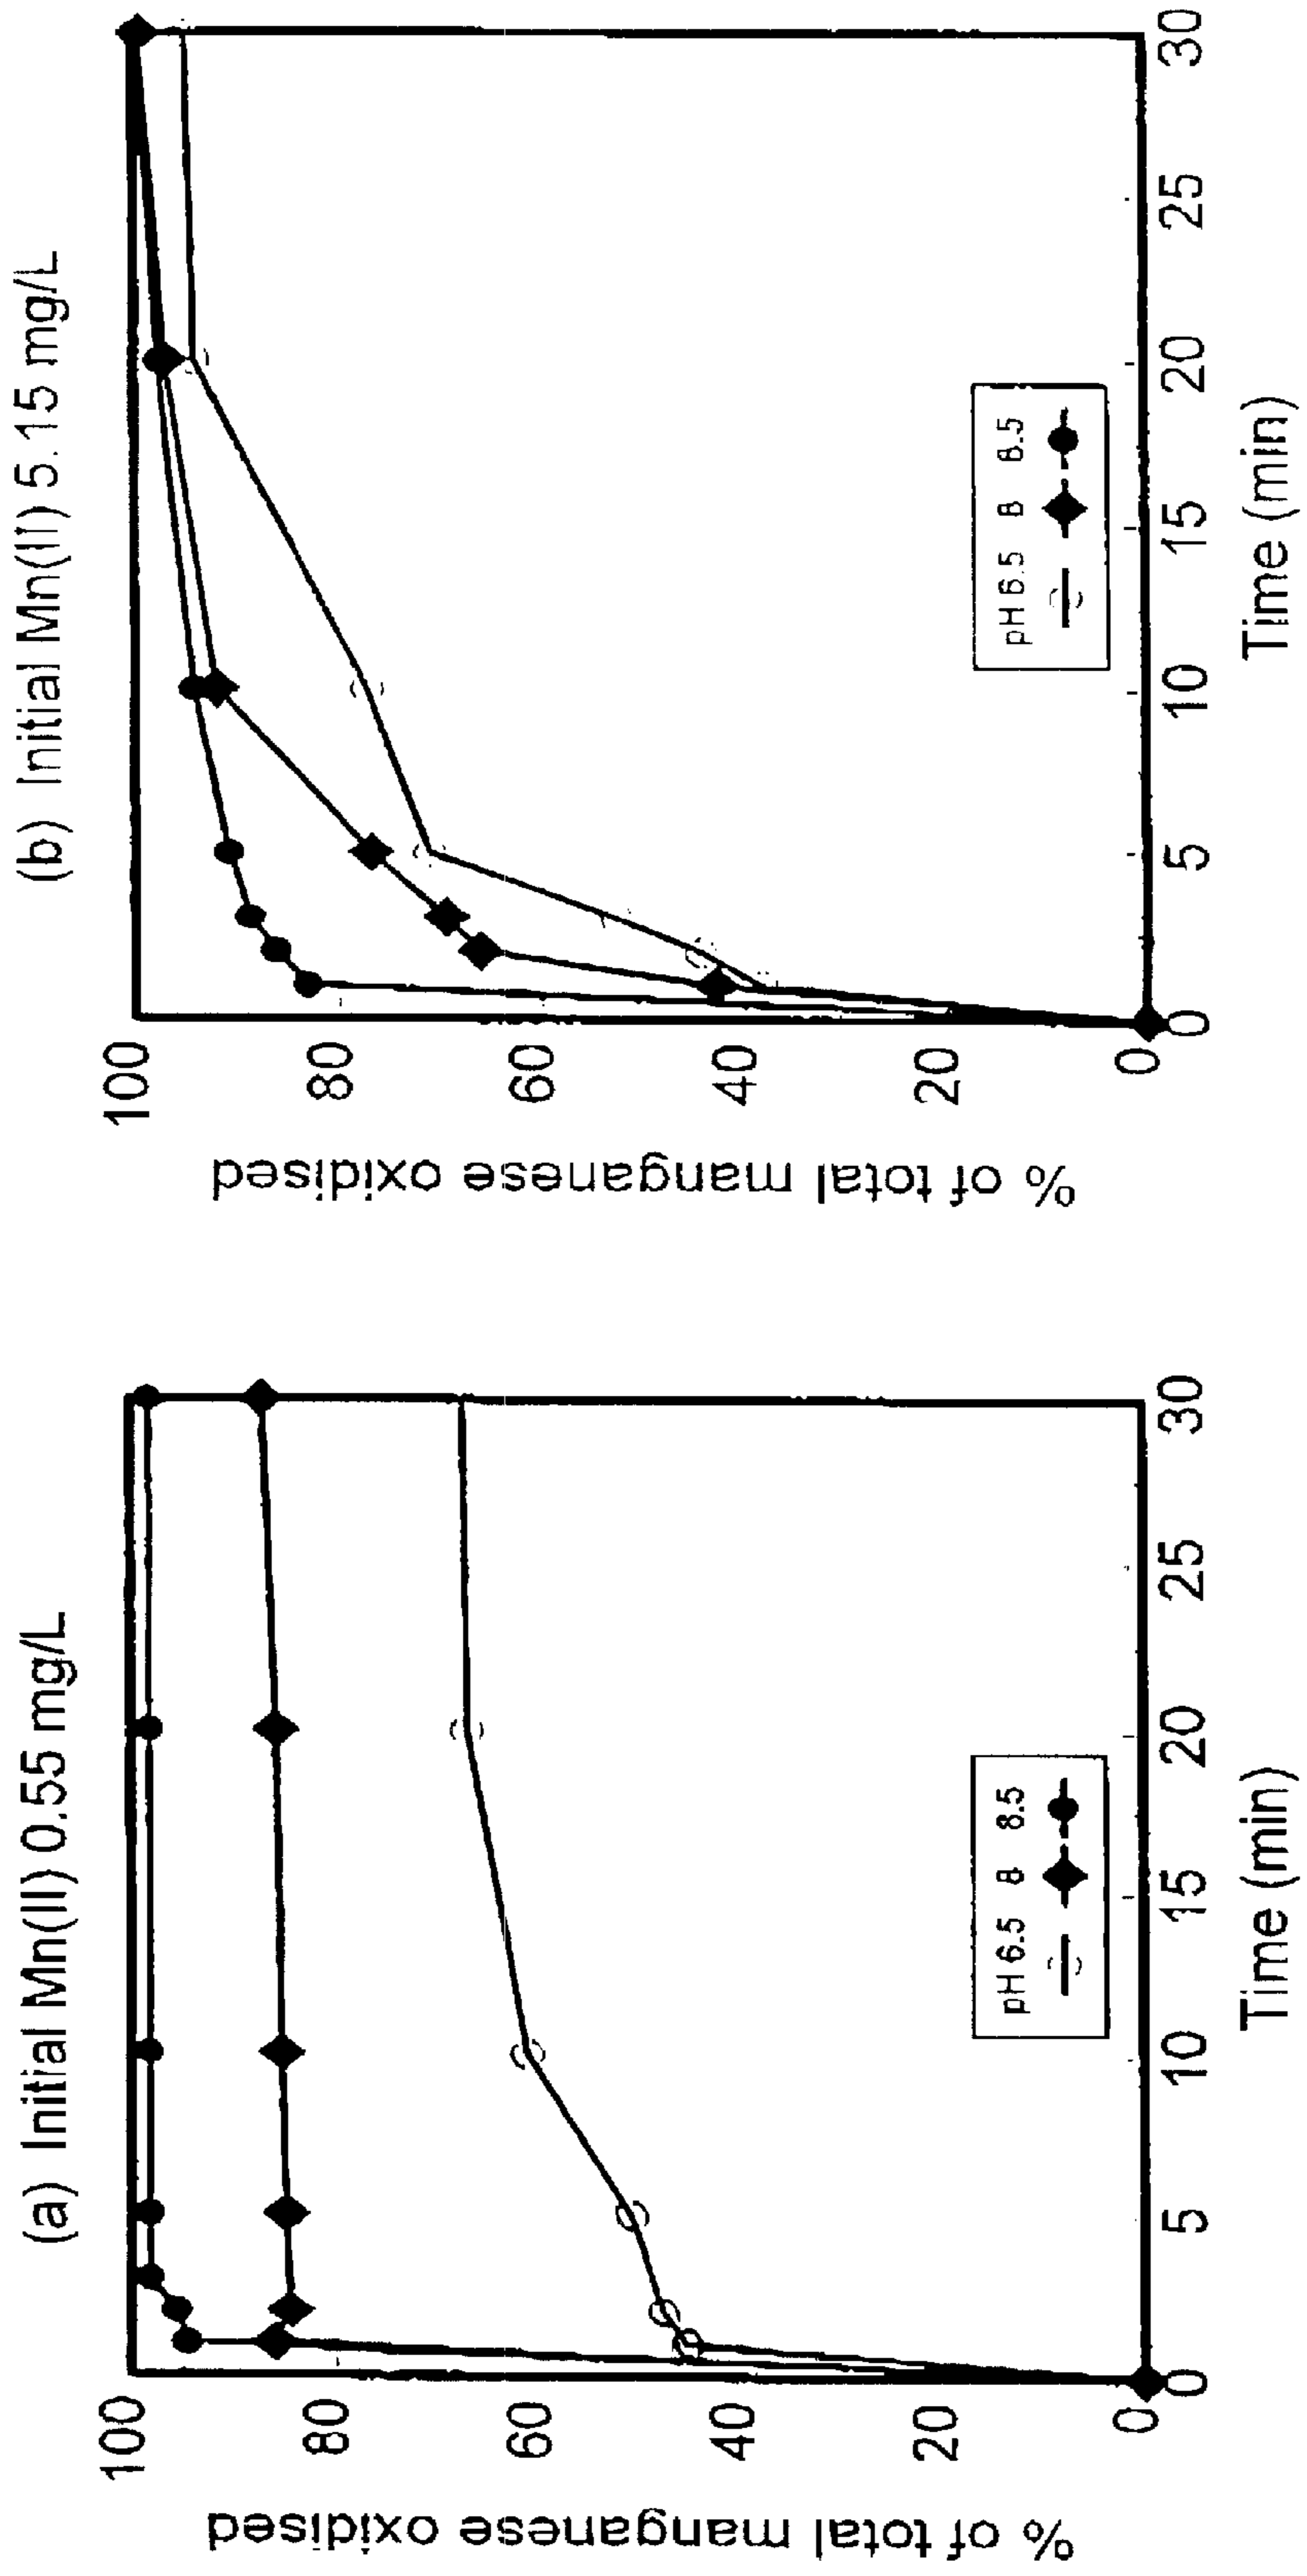 (a) Initial Mn(II) 0.55 mg/L
% of total manganese oxidised
100
80
60
40
20
0
0 5 10 15 20 25 30
Time (min)
pH 6.5 8 8.5
(b) Initial Mn(II) 5.15 mg/L
% of total manganese oxidised
100
80
60
40
20
0
0 5 10 15 20 25 30
Time (min)
pH 6.5 8 8.5